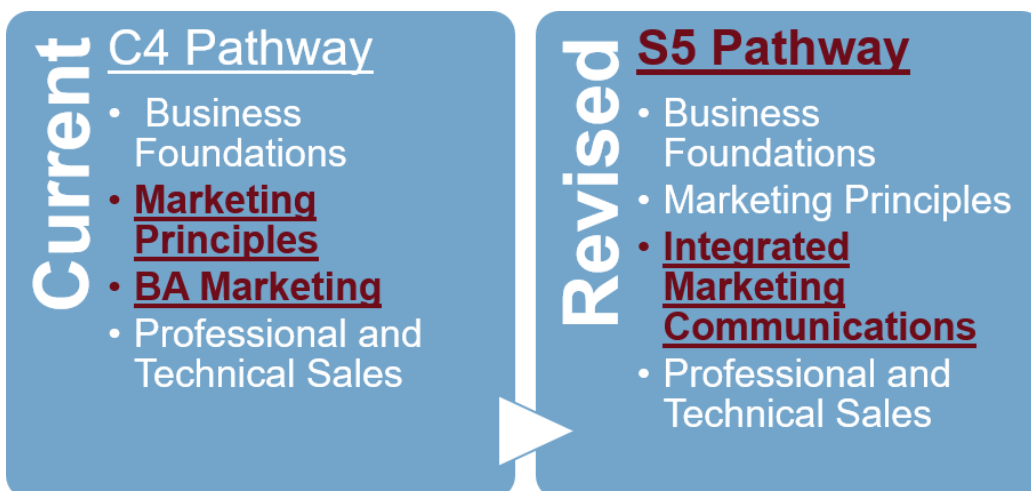 Current
C4 Pathway
• Business
Foundations
• Marketing
Principles
• BA Marketing
• Professional and
Technical Sales
Revised
S5 Pathway
• Business
Foundations
• Marketing Principles
• Integrated
Marketing
Communications
• Professional and
Technical Sales